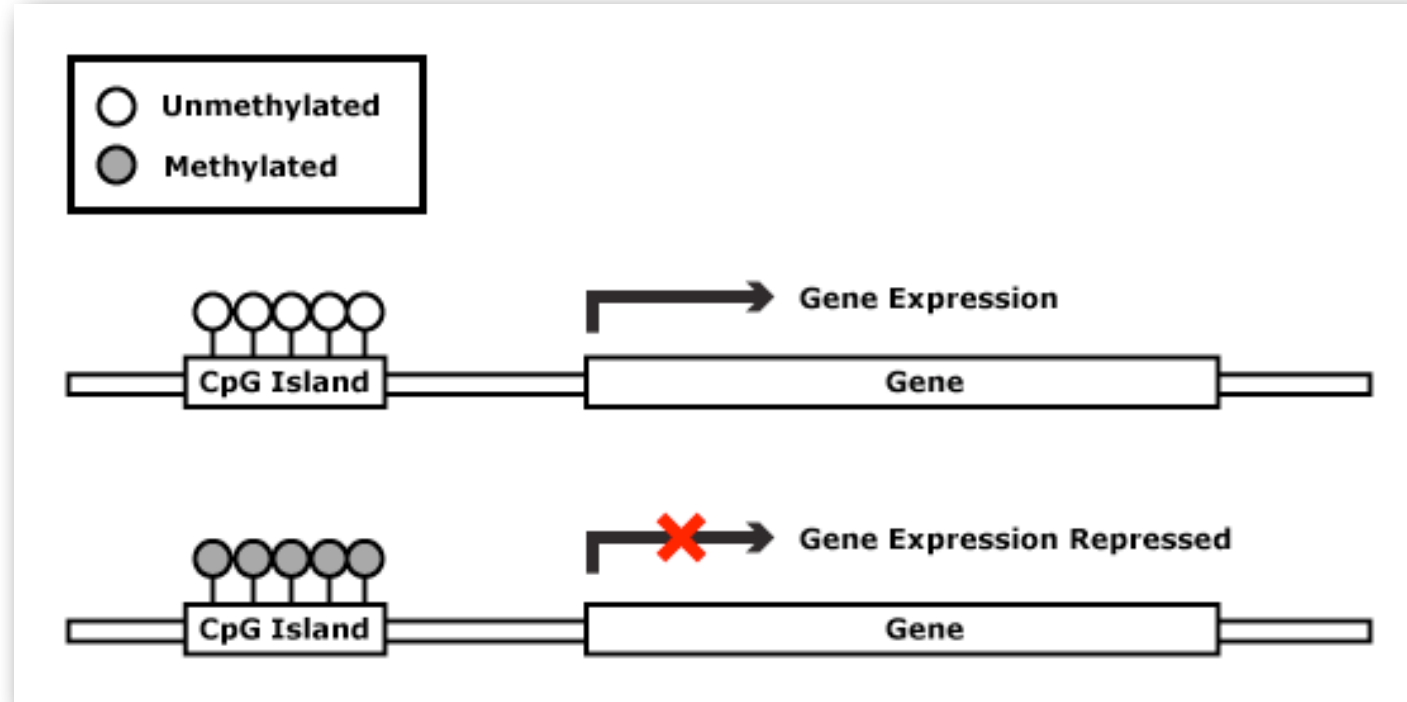 Unmethylated
Methylated
Gene Expression
CpG Island
Gene
Gene Expression Repressed
CpG Island
Gene